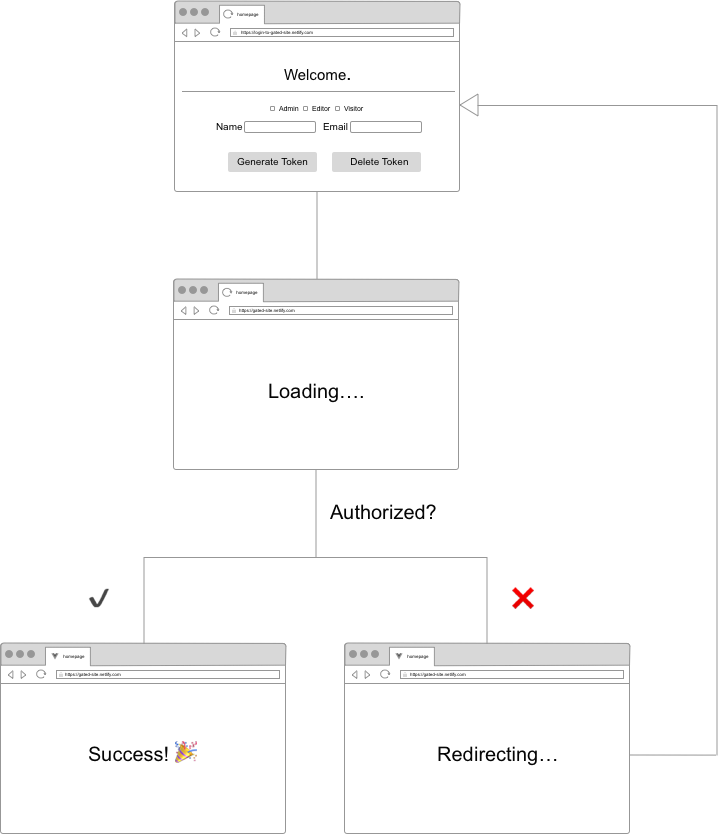 homepage
https://login-to-gated-site.netlify.com
Welcome.
Admin Editor Visitor
Name Email
Generate Token Delete Token
homepage
https://gated-site.netlify.com
Loading….
Authorized?
homepage
https://gated-site.netlify.com
Success! 🎉
homepage
https://gated-site.netlify.com
Redirecting…